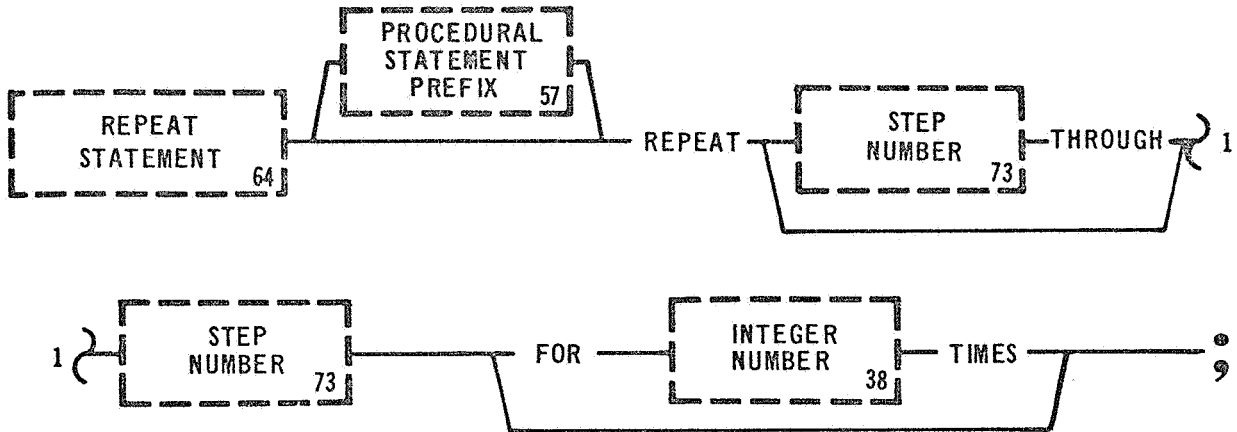 PROCEDURAL
STATEMENT
PREFIX
57
REPEAT
STATEMENT
64
REPEAT
STEP
NUMBER
73
THROUGH
1
1
STEP
NUMBER
73
FOR
INTEGER
NUMBER
38
TIMES
;